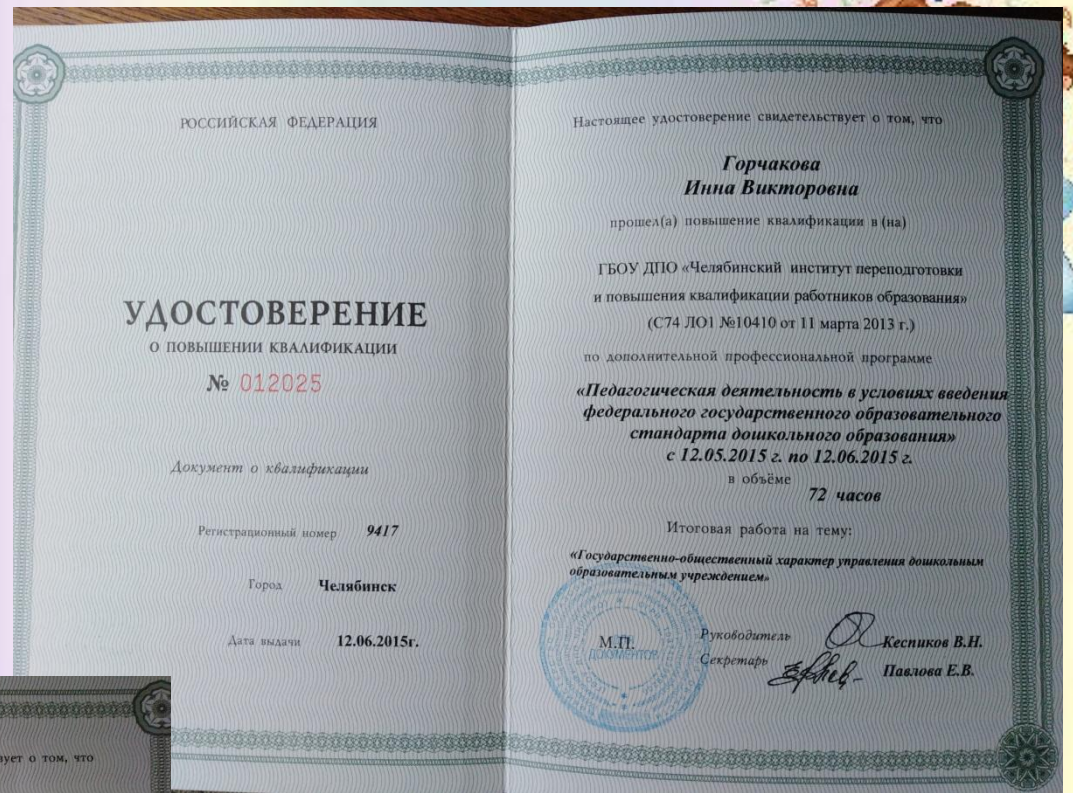 РОССИЙСКАЯ ФЕДЕРАЦИЯ
УДОСТОВЕРЕНИЕ
О ПОВЫШЕНИИ КВАЛИФИКАЦИИ
№ 012025
Документ о квалификации
Регистрационный номер 9417
Город Челябинск
Дата выдачи 12.06.2015г.
Настоящее удостоверение свидетельствует о том, что
Горчакова
Инна Викторовна
прошел(а) повышение квалификации в (на)
ГБОУ ДПО «Челябинский институт переподготовки
и повышения квалификации работников образования»
(С74 ЛО1 №10410 от 11 марта 2013 г.)
по дополнительной профессиональной программе
«Педагогическая деятельность в условиях введения
федерального государственного образовательного
стандарта дошкольного образования»
с 12.05.2015 г. по 12.06.2015 г.
в объёме
72 часов
Итоговая работа на тему:
«Государственно-общественный характер управления дошкольным
образовательным учреждением»
М.П.
ДОКУМЕНТОВ
Руководитель Кеспиков В.Н.
Секретарь Павлова Е.В.
о том, что